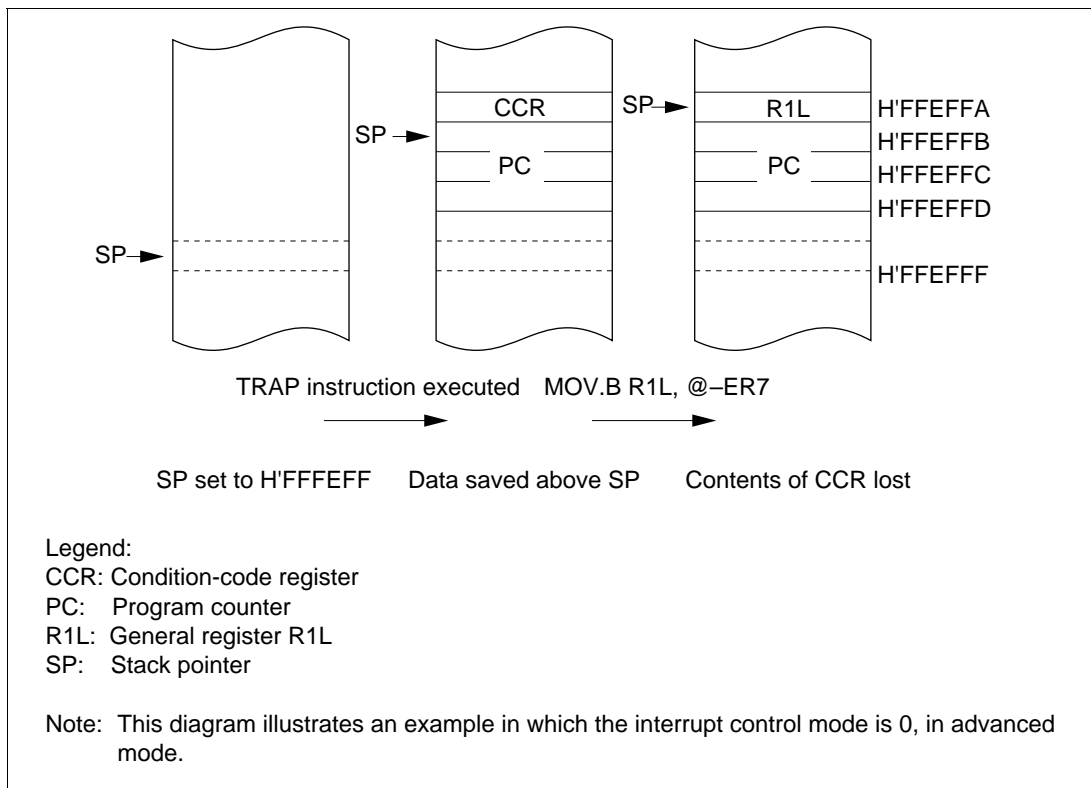 CCR
SP
R1L
H'FFEFFA
SP
H'FFEFFB
PC
PC
H'FFEFFC
H'FFEFFD
SP
H'FFEFFF
TRAP instruction executed
MOV.B R1L, @–ER7
SP set to H'FFFEFF
Data saved above SP
Contents of CCR lost
Legend:
CCR: Condition-code register
PC: Program counter
R1L: General register R1L
SP: Stack pointer
Note: This diagram illustrates an example in which the interrupt control mode is 0, in advanced
mode.